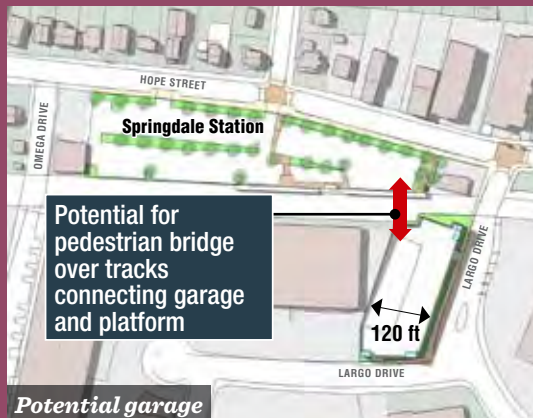 HOPE STREET
OMEGA DRIVE
Springdale Station
Potential for
pedestrian bridge
over tracks
connecting garage
and platform
LARGO DRIVE
120 ft
LARGO DRIVE
Potential garage